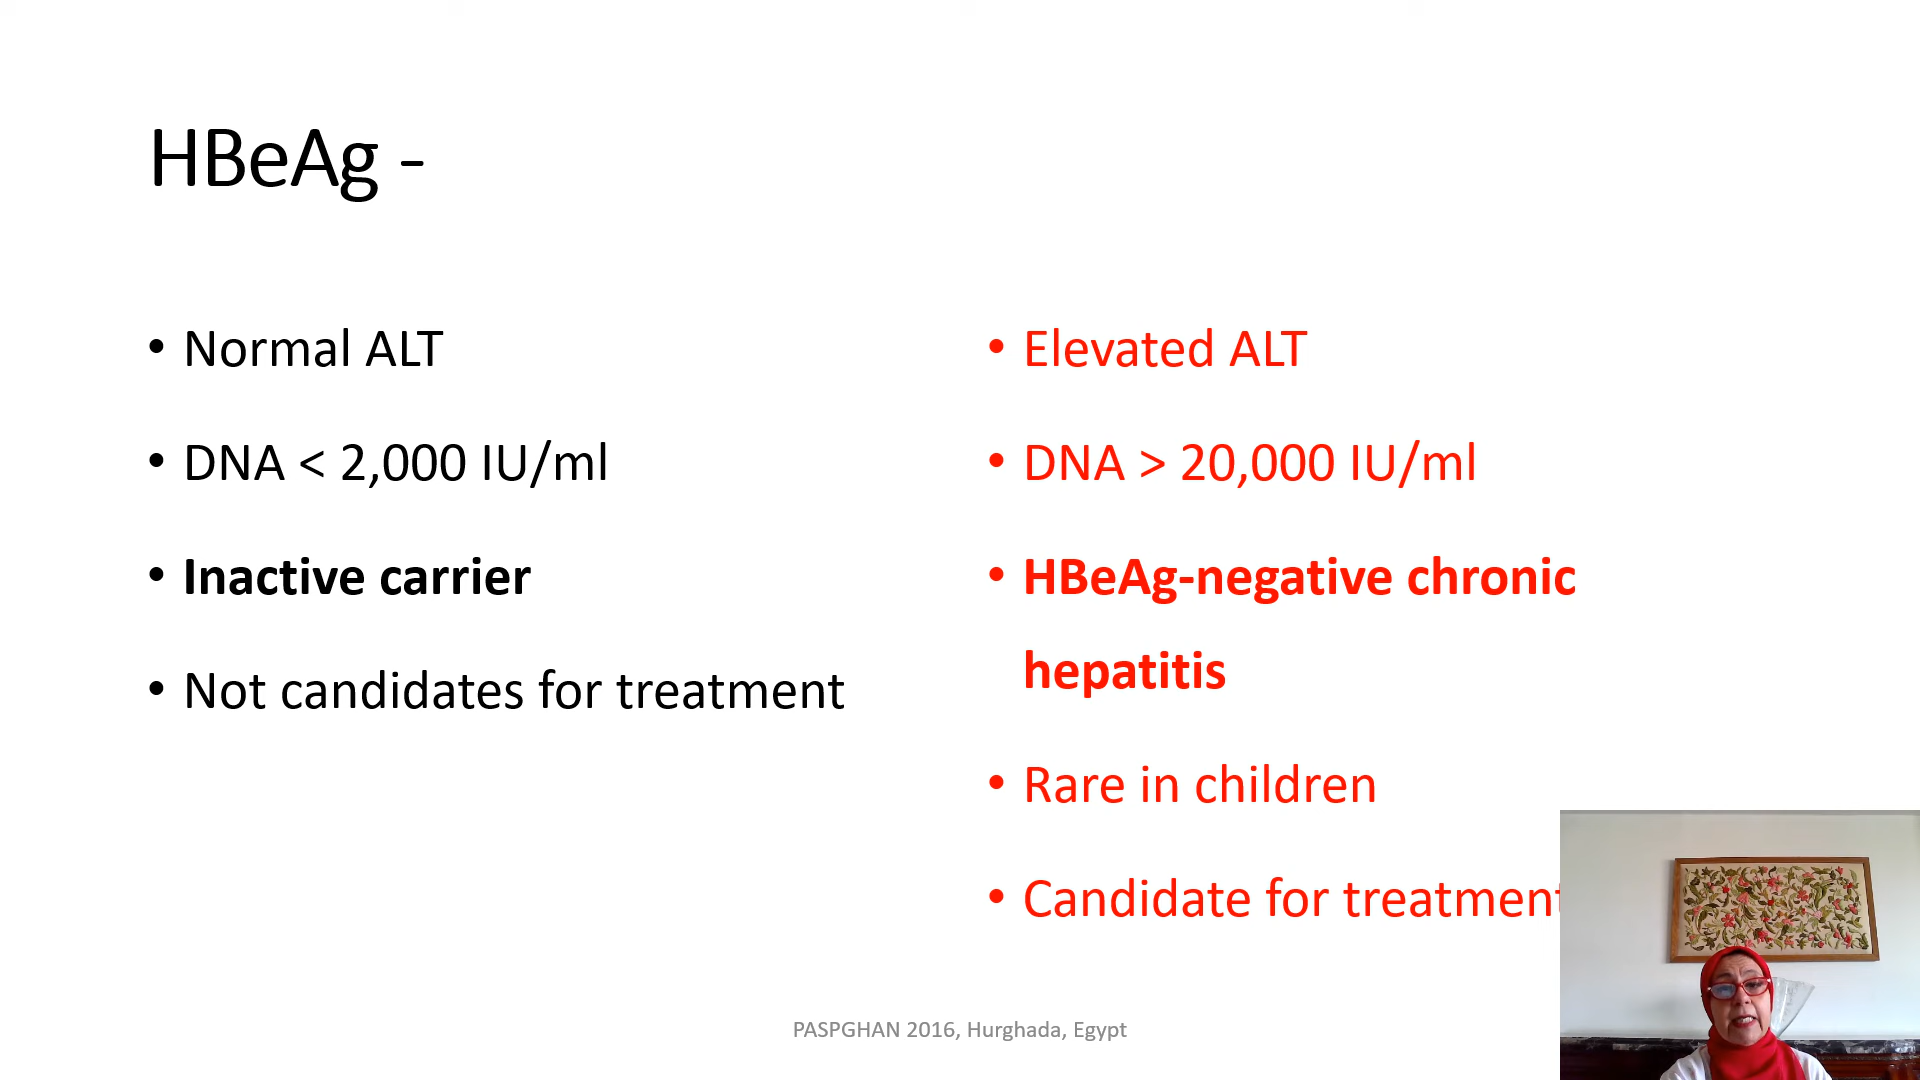 HBeAg -
• Normal ALT
• DNA < 2,000 IU/ml
• Inactive carrier
• Not candidates for treatment
• Elevated ALT
• DNA > 20,000 IU/ml
• HBeAg-negative chronic
hepatitis
• Rare in children
• Candidate for treatment
PASPGHAN 2016, Hurghada, Egypt